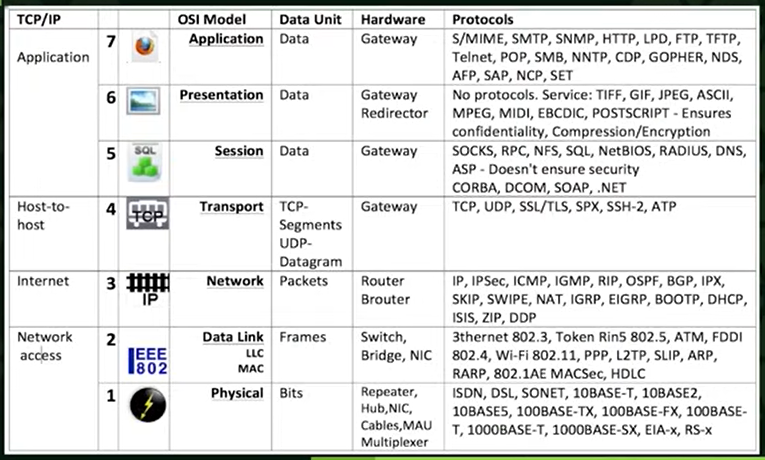 TCP/IP OSI Model Data Unit Hardware Protocols
Application 7 Application Data Gateway S/MIME, SMTP, SNMP, HTTP, LPD, FTP, TFTP,
Telnet, POP, SMB, NNTP, CDP, GOPHER, NDS,
AFP, SAP, NCP, SET
6 Presentation Data Gateway
Redirector
No protocols. Service: TIFF, GIF, JPEG, ASCII,
MPEG, MIDI, EBCDIC, POSTSCRIPT - Ensures
confidentiality, Compression/Encryption
5 SQL Session Data Gateway SOCKS, RPC, NFS, SQL, NetBIOS, RADIUS, DNS,
ASP - Doesn't ensure security
CORBA, DCOM, SOAP, .NET
Host-to-
host
4 TCP Transport TCP-
Segments
UDP-
Datagram
Gateway TCP, UDP, SSL/TLS, SPX, SSH-2, ATP
Internet 3 IP Network Packets Router
Brouter
IP, IPSec, ICMP, IGMP, RIP, OSPF, BGP, IPX,
SKIP, SWIPE, NAT, IGRP, EIGRP, BOOTP, DHCP,
ISIS, ZIP, DDP
Network
access
2 IEEE
802
Data Link
LLC
MAC
Frames Switch,
Bridge, NIC
3thernet 802.3, Token Rin5 802.5, ATM, FDDI
802.4, Wi-Fi 802.11, PPP, L2TP, SLIP, ARP,
RARP, 802.1AE MACSec, HDLC
1 Physical Bits Repeater,
Hub,NIC,
Cables,MAU
Multiplexer
ISDN, DSL, SONET, 10BASE-T, 10BASE2,
10BASE5, 100BASE-TX, 100BASE-FX, 100BASE-
T, 1000BASE-T, 1000BASE-SX, EIA-x, RS-x